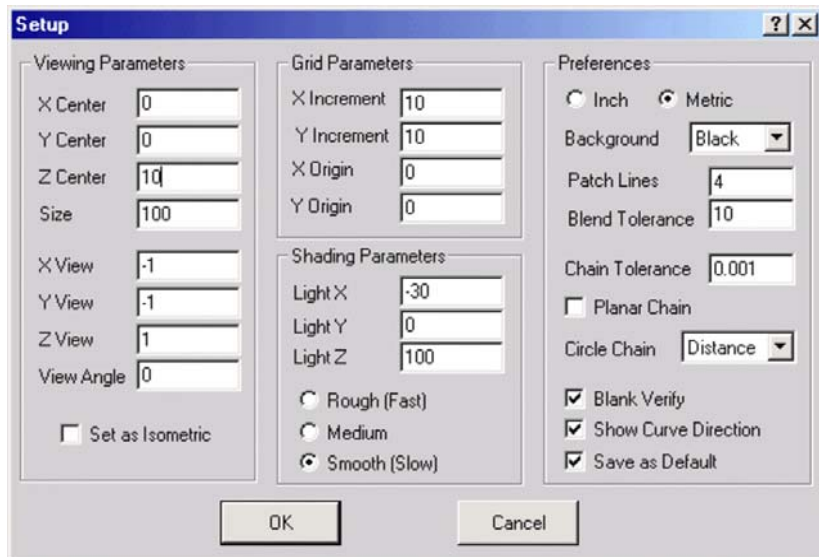 Setup
Viewing Parameters
X Center 0
Y Center 0
Z Center 10
Size 100
X View -1
Y View -1
Z View 1
View Angle 0
Set as Isometric
Grid Parameters
X Increment 10
Y Increment 10
X Origin 0
Y Origin 0
Shading Parameters
Light X -30
Light Y 0
Light Z 100
Rough (Fast)
Medium
Smooth (Slow)
Preferences
Inch Metric
Background Black
Patch Lines 4
Blend Tolerance 10
Chain Tolerance 0.001
Planar Chain
Circle Chain Distance
Blank Verify
Show Curve Direction
Save as Default
OK Cancel